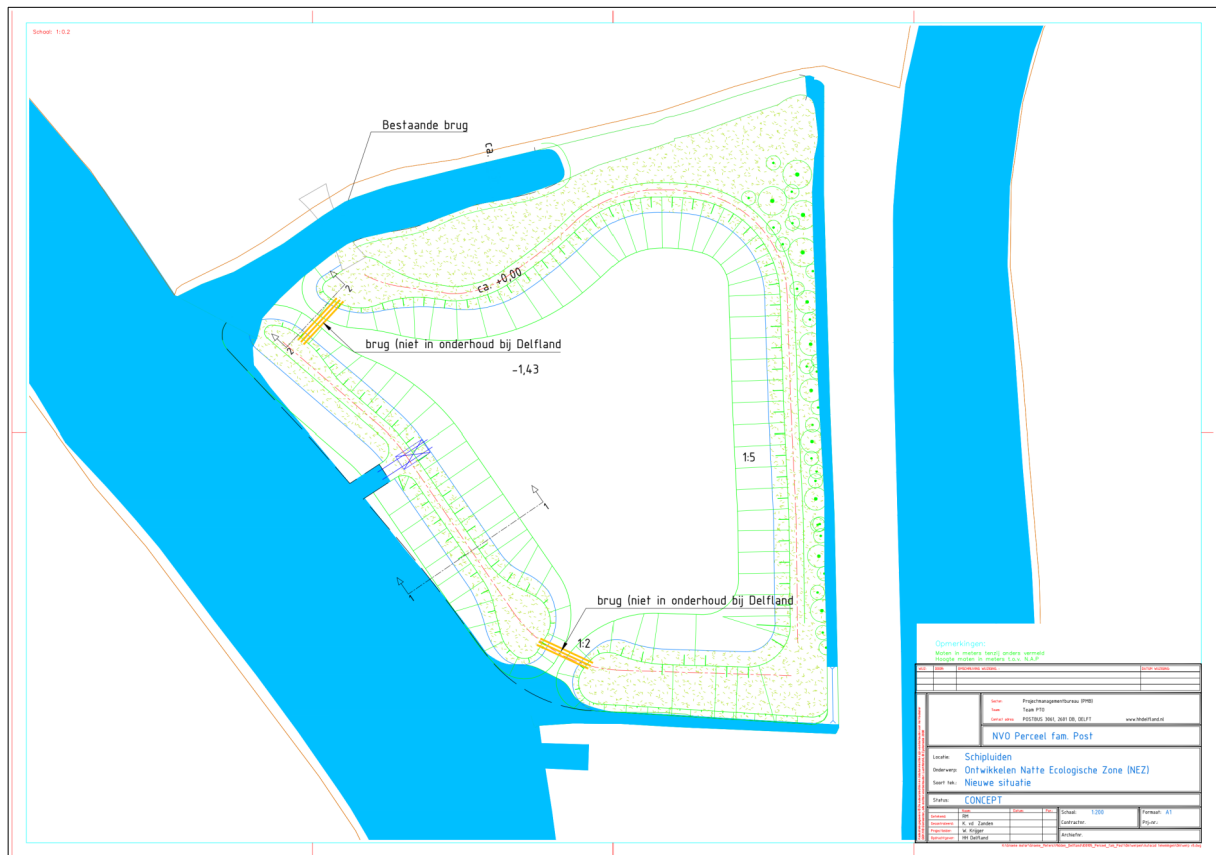 Schaal: 1:0.2
Bestaande brug
ca.
ca. +0,00
2
2
brug (niet in onderhoud bij Delfland
-1,43
1:5
1
1
brug (niet in onderhoud bij Delfland
1:2
Opmerkingen:
Maten in meters tenzij anders vermeld
Hoogte maten in meters t.o.v. N.A.P.
Projectmanagementbureau (PMB)
Team Team PTO
POSTBUS 3061, 2601 DB, DELFT www.hhdelfland.nl
NVO Perceel fam. Post
Locatie: Schipluiden
Onderwerp: Ontwikkelen Natte Ecologische Zone (NEZ)
Soort tek.: Nieuwe situatie
Status: CONCEPT
Schaal: 1:200 Formaat: A1
RM
K. vd. Zanden
Contractnr.: Prj.nr.:
W. Krijger
HH Delfland
Archiefnr.